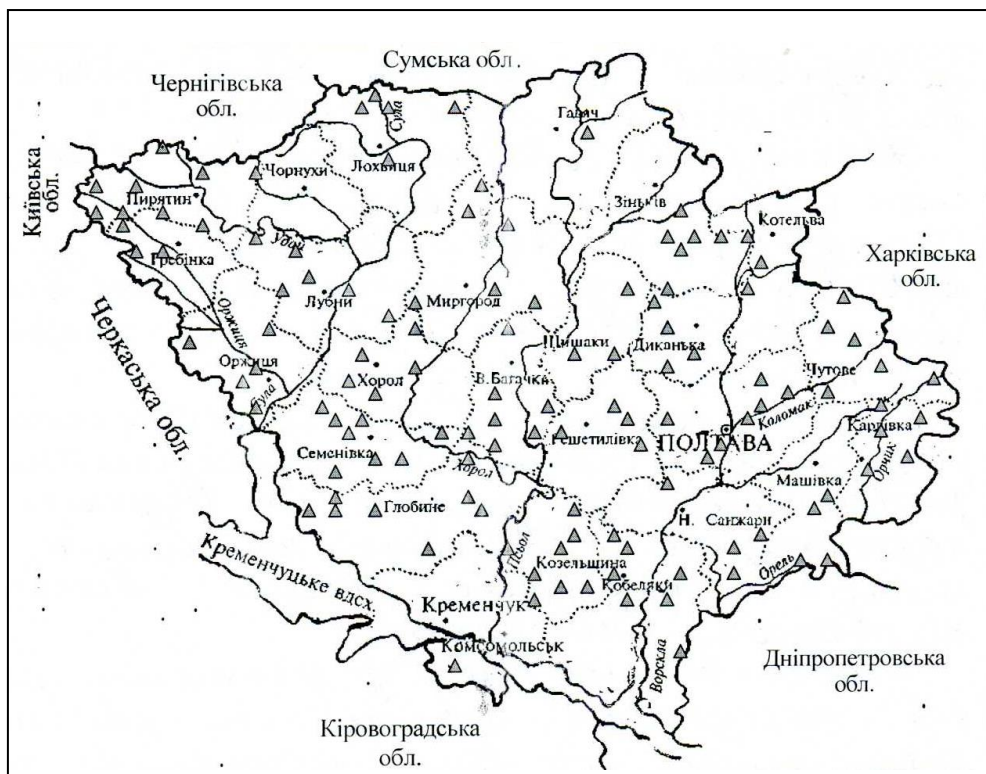 Сумська обл.
Чернігівська
обл.
Київська
обл.
Сула
Гадяч
Лохвиця
Чорнухи
Пирятин
Зіньків
Котельва
Удай
Гребінка
Харківська
обл.
Оржиця
Лубни
Миргород
Черкаська обл.
Шишаки
Диканька
Оржиця
Сула
Хорол
В.Багачка
Чутове
Коломак
Карлівка
Решетилівка
ПОЛТАВА
Семенівка
Хорол
Орчик
Машівка
Глобине
Н. Санжари
Псьол
Козельщина
Кобеляки
Орель
Кременчуцьке вдсх.
Кременчук
Комсомольськ
Ворскла
Дніпропетровська
обл.
Кіровоградська
обл.